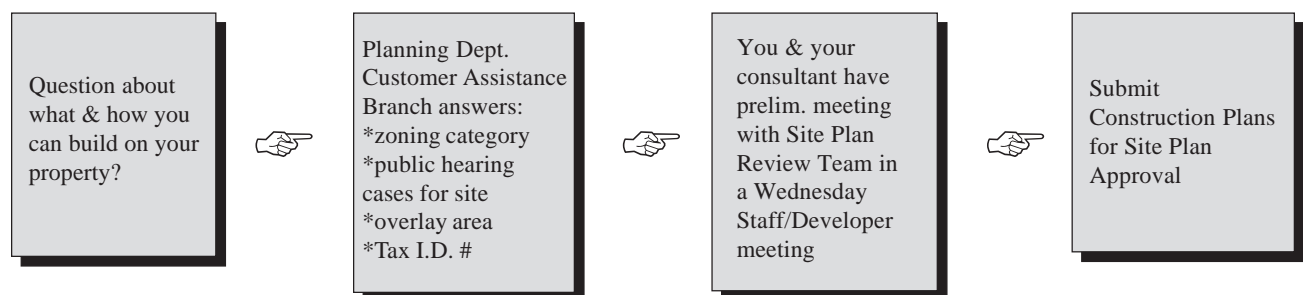 Question about
what & how you
can build on your
property?
Planning Dept.
Customer Assistance
Branch answers:
*zoning category
*public hearing
cases for site
*overlay area
*Tax I.D. #
You & your
consultant have
prelim. meeting
with Site Plan
Review Team in
a Wednesday
Staff/Developer
meeting
Submit
Construction Plans
for Site Plan
Approval